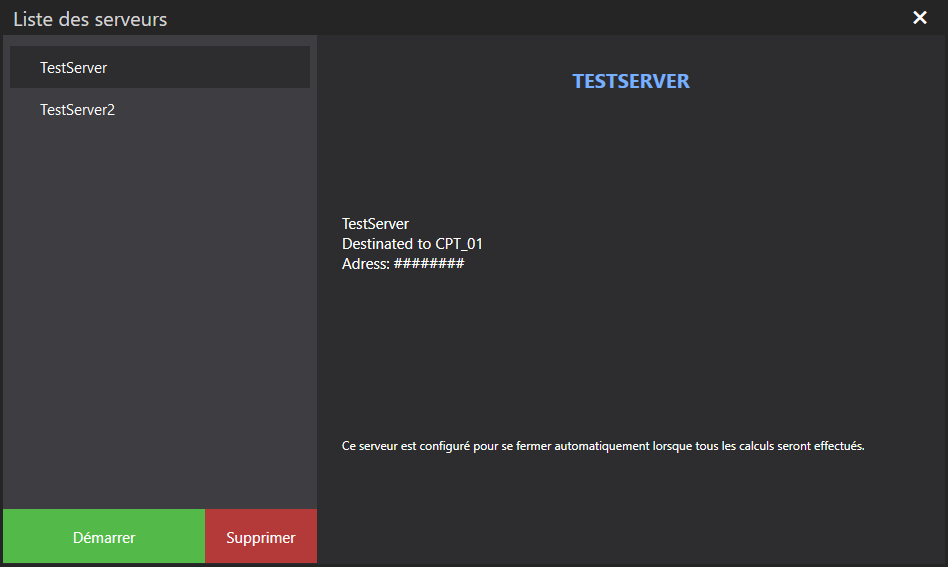 Liste des serveurs
TestServer
TestServer2
TESTSERVER
TestServer
Destinated to CPT_01
Adress: ########
Ce serveur est configuré pour se fermer automatiquement lorsque tous les calculs seront effectués.
Démarrer
Supprimer